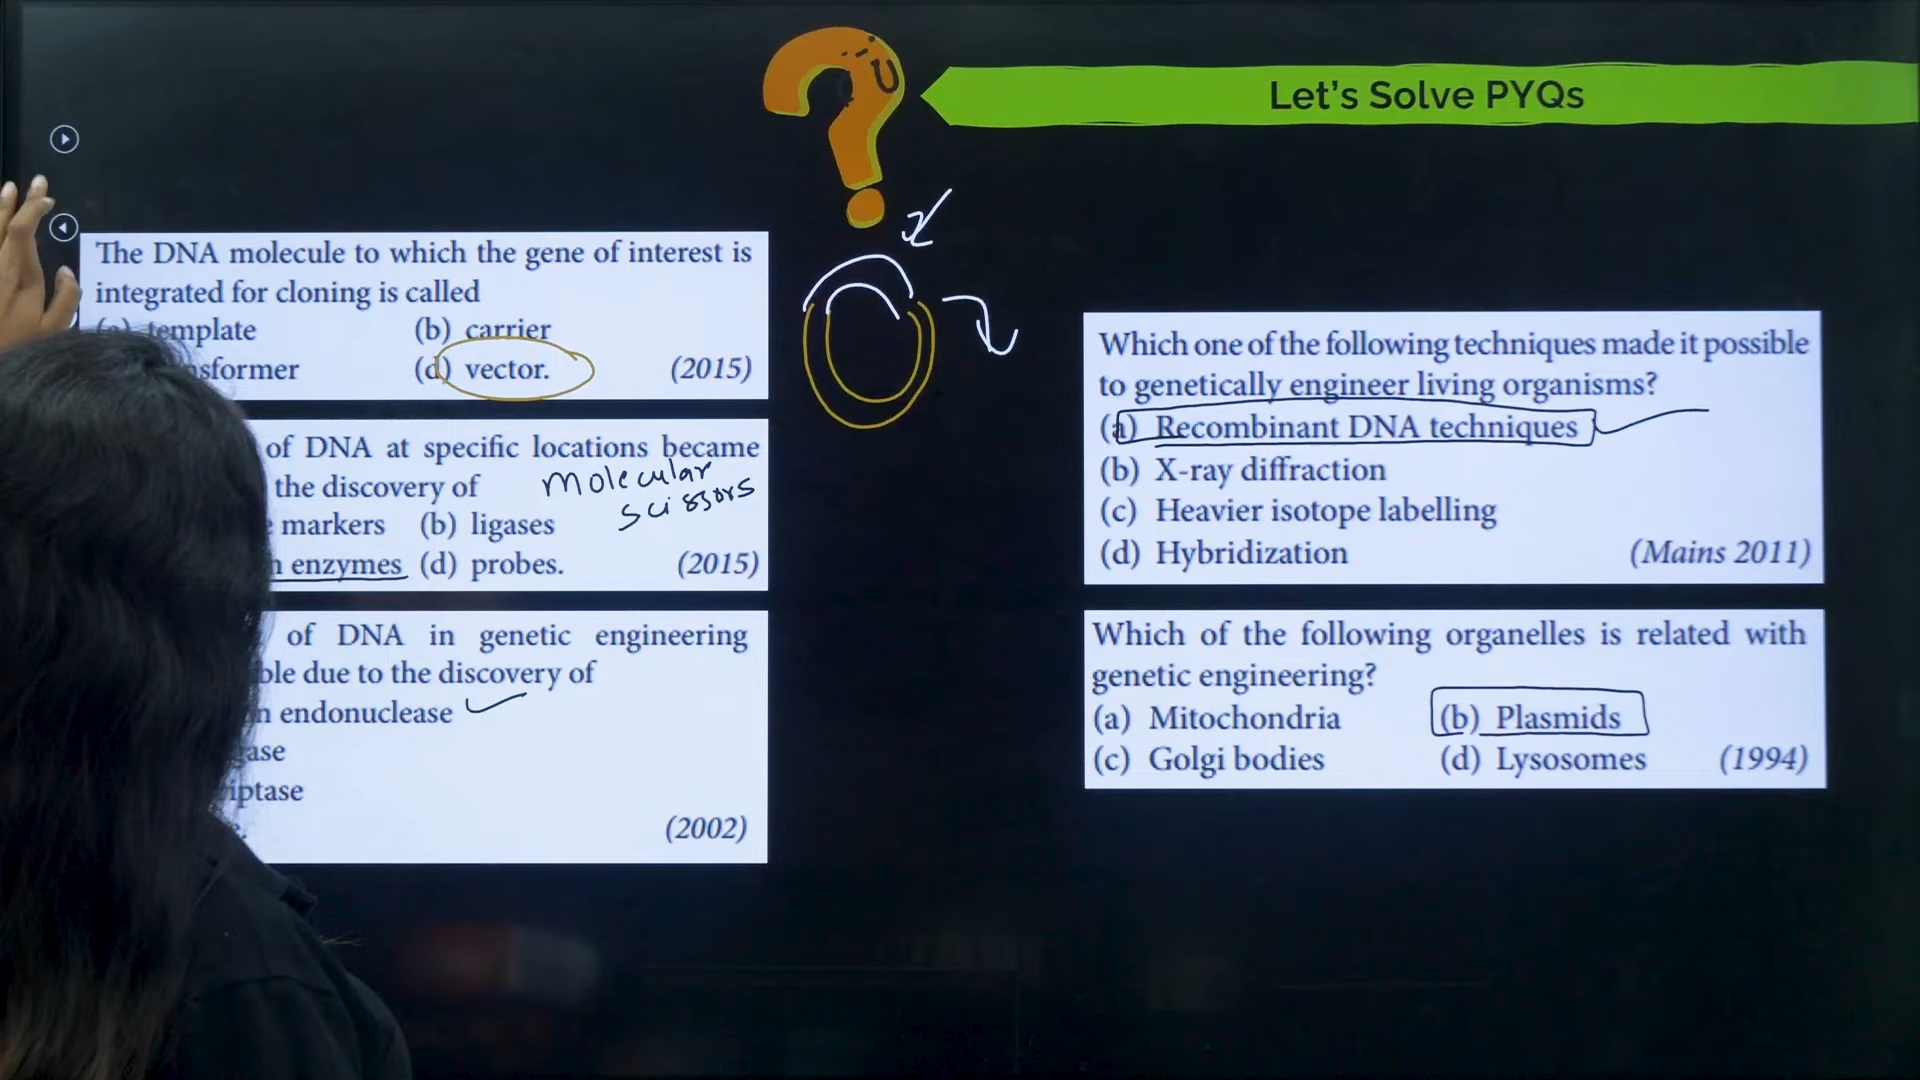 Let's Solve PYQs
The DNA molecule to which the gene of interest is
integrated for cloning is called
template (b) carrier
(d) vector. (2015)
of DNA at specific locations became
the discovery of
molecular
scissors
markers (b) ligases
enzymes (d) probes. (2015)
of DNA in genetic engineering
due to the discovery of
endonuclease
(2002)
Which one of the following techniques made it possible
to genetically engineer living organisms?
(a) Recombinant DNA techniques
(b) X-ray diffraction
(c) Heavier isotope labelling
(d) Hybridization (Mains 2011)
Which of the following organelles is related with
genetic engineering?
(a) Mitochondria (b) Plasmids
(c) Golgi bodies (d) Lysosomes (1994)